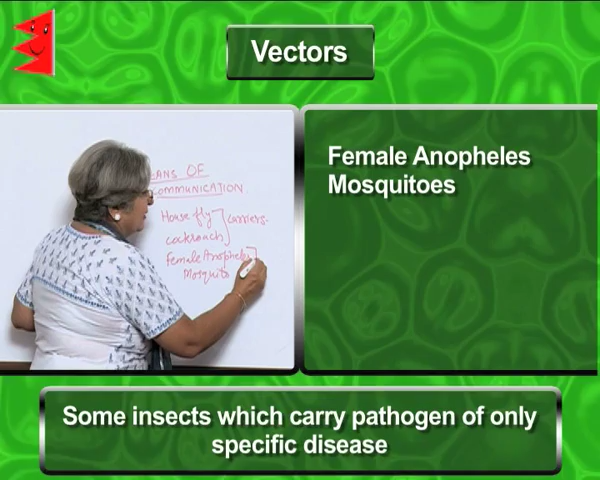 Vectors
ANS OF
COMMUNICATION
House fly
carriers
cockroach
Female Anopheles
Mosquito
Female Anopheles
Mosquitoes
Some insects which carry pathogen of only
specific disease